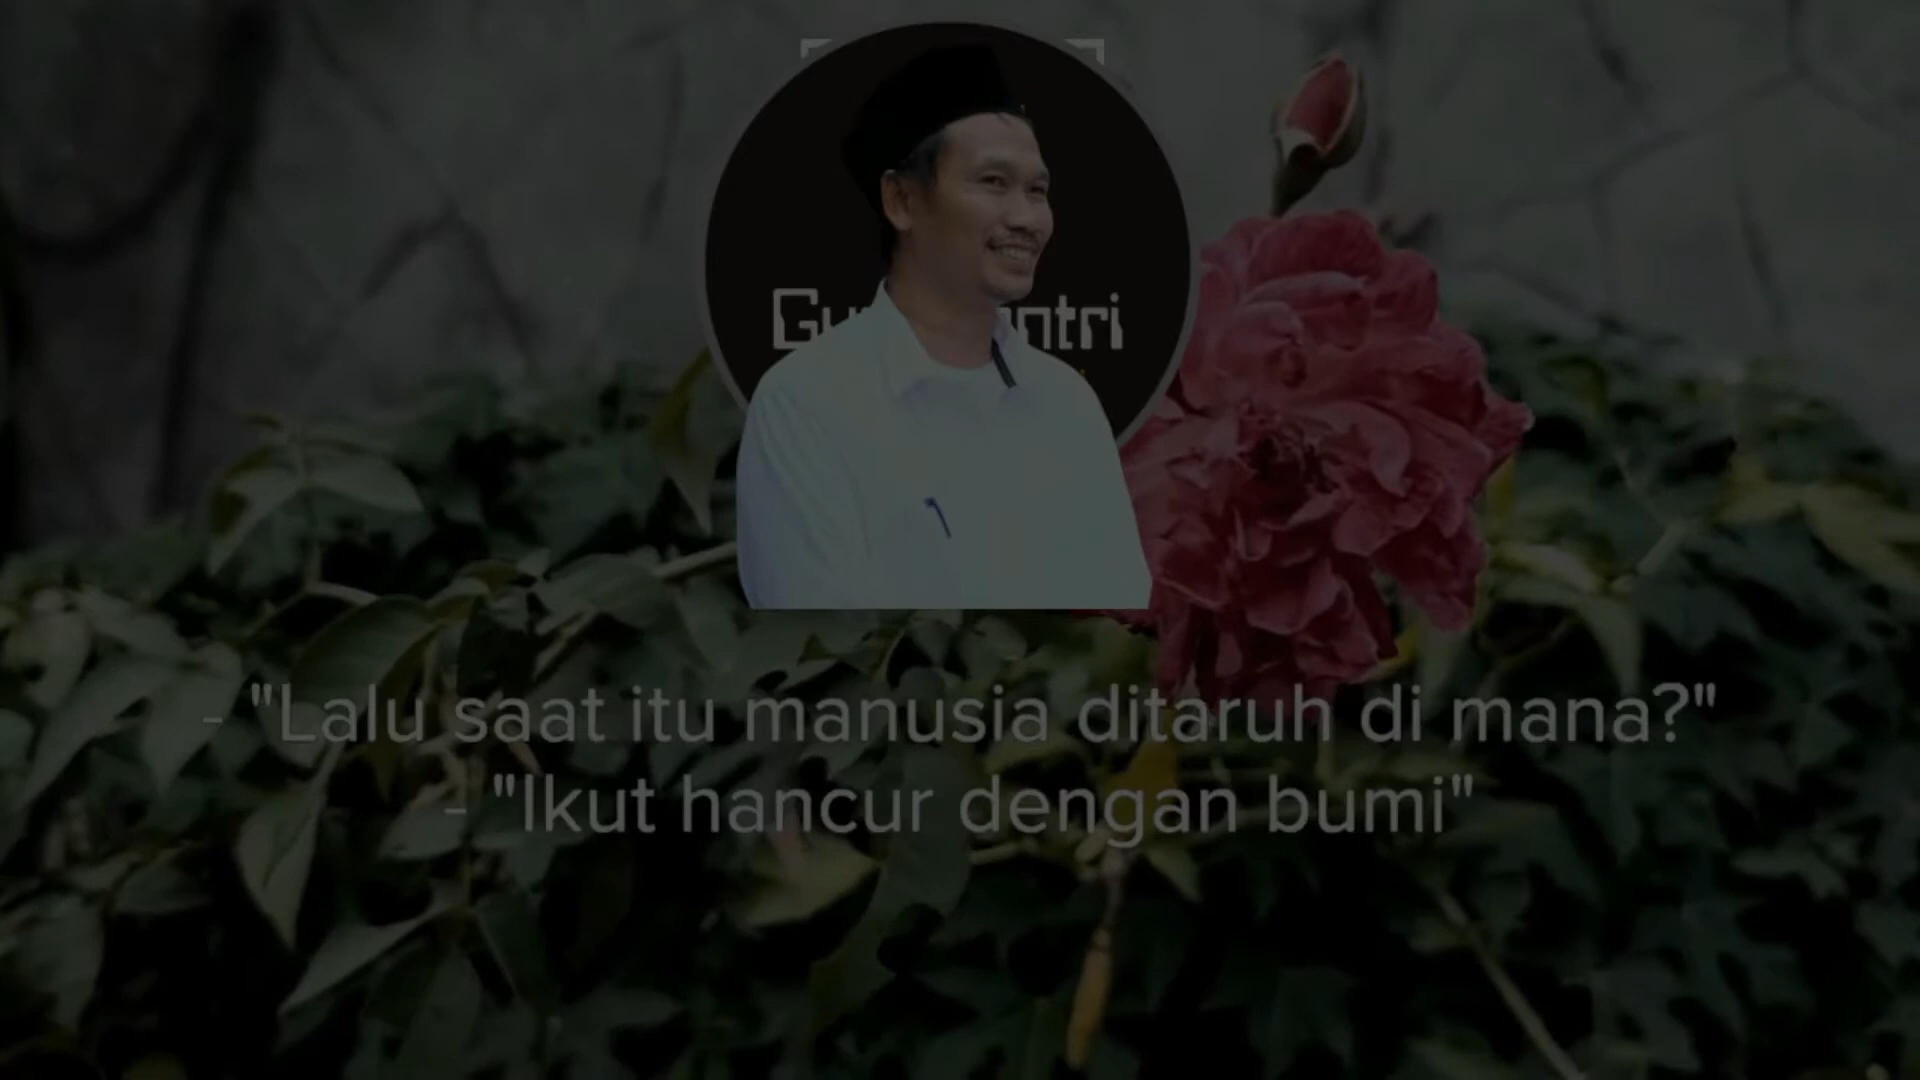 - "Lalu saat itu manusia ditaruh di mana?"
- "Ikut hancur dengan bumi"